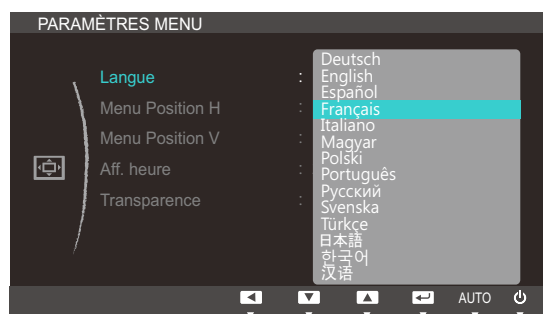 PARAMÈTRES MENU
Langue :
Deutsch
English
Español
Français
Italiano
Magyar
Polski
Português
Русский
Svenska
Türkçe
日本語
한국어
汉语
Menu Position H :
Menu Position V :
Aff. heure :
Transparence :
AUTO